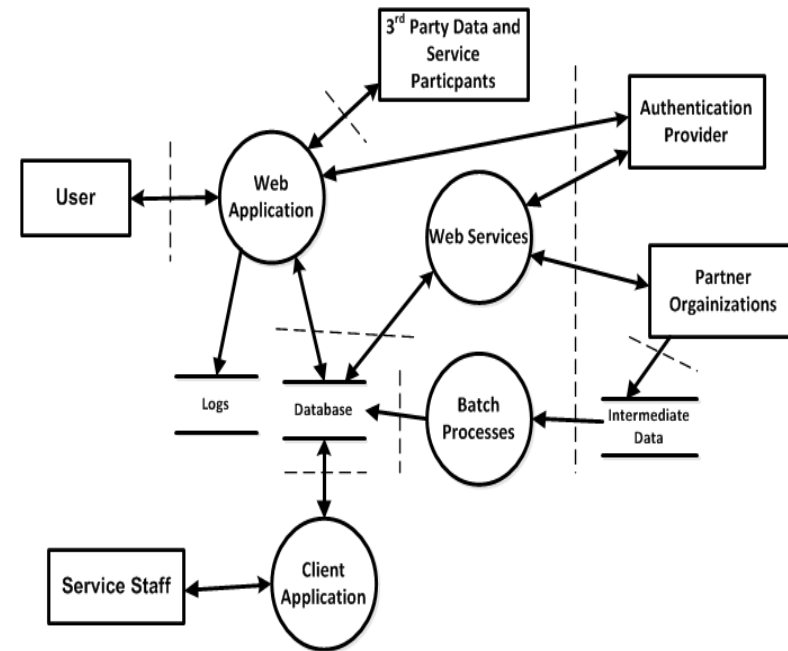 3rd Party Data and
Service
Particpants
Authentication
Provider
User
Web
Application
Web Services
Partner
Orgainizations
Logs
Database
Batch
Processes
Intermediate
Data
Service Staff
Client
Application